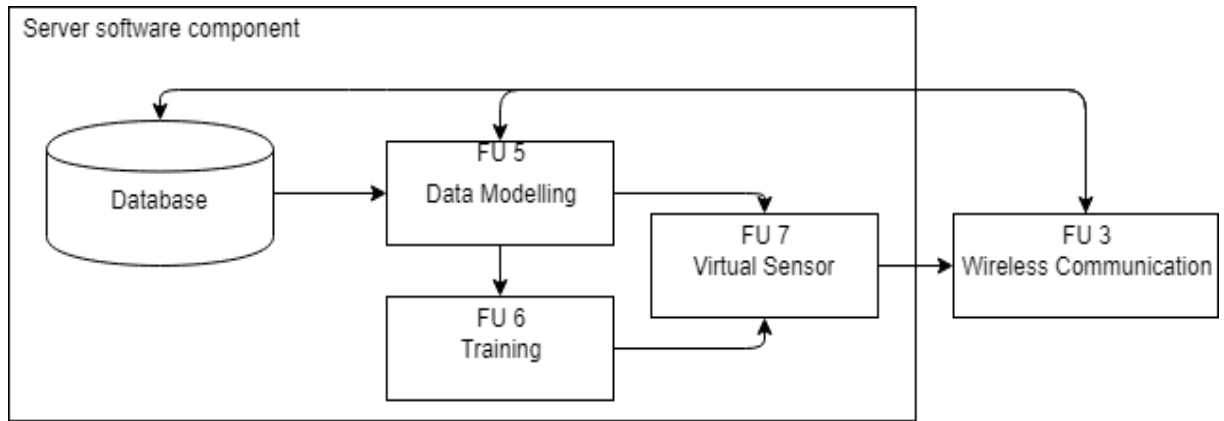 Server software component
Database
FU 5
Data Modelling
FU 7
Virtual Sensor
FU 3
Wireless Communication
FU 6
Training